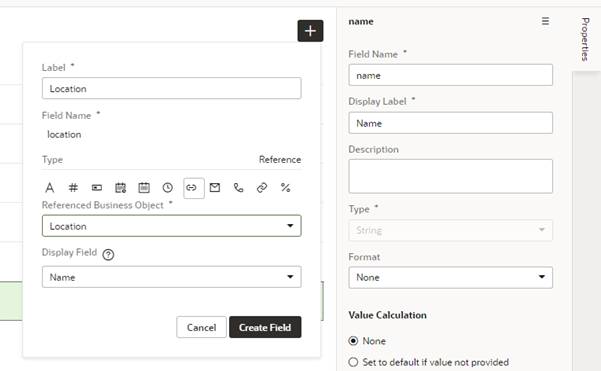 Label *
Location
Field Name *
location
Type Reference
A # %
Referenced Business Object *
Location
Display Field ?
Name
Cancel Create Field
name
Field Name *
name
Display Label *
Name
Description
Type *
String
Format
None
Value Calculation
None
Set to default if value not provided
Properties